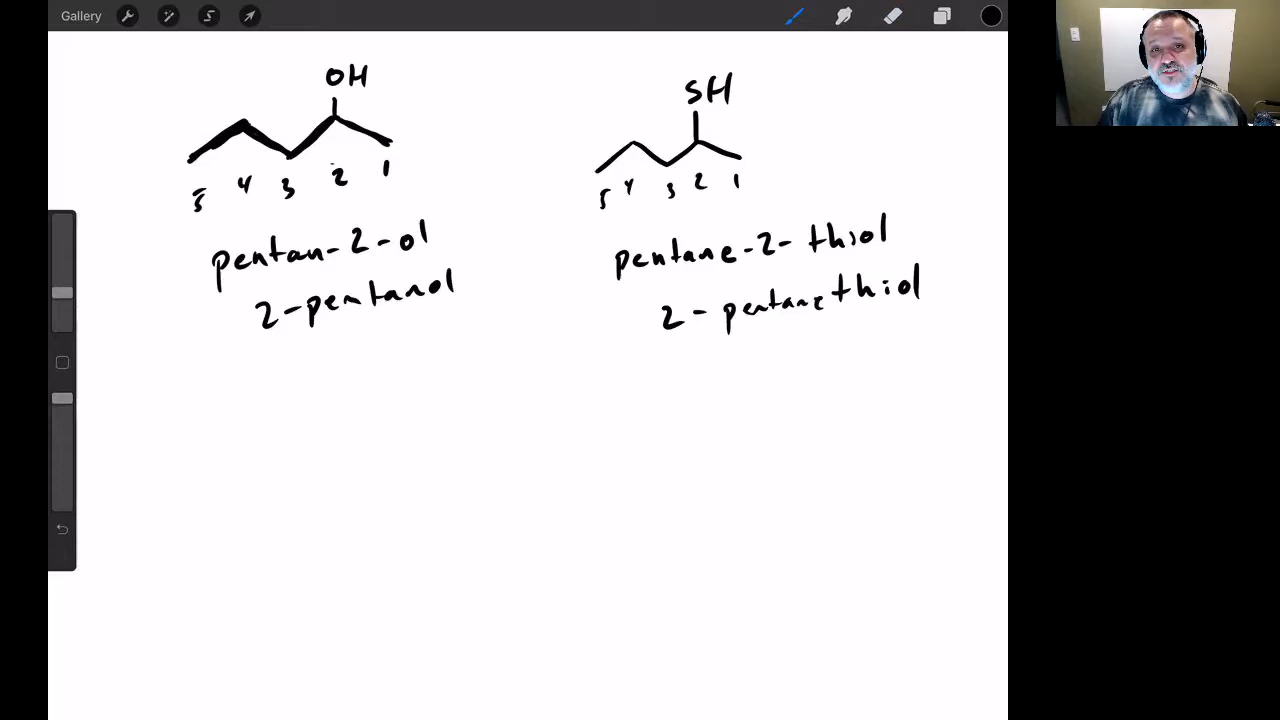 Gallery
OH
5 4 3 2 1
pentan-2-ol
2-pentanol
SH
5 4 3 2 1
pentane-2-thiol
2-pentanethiol